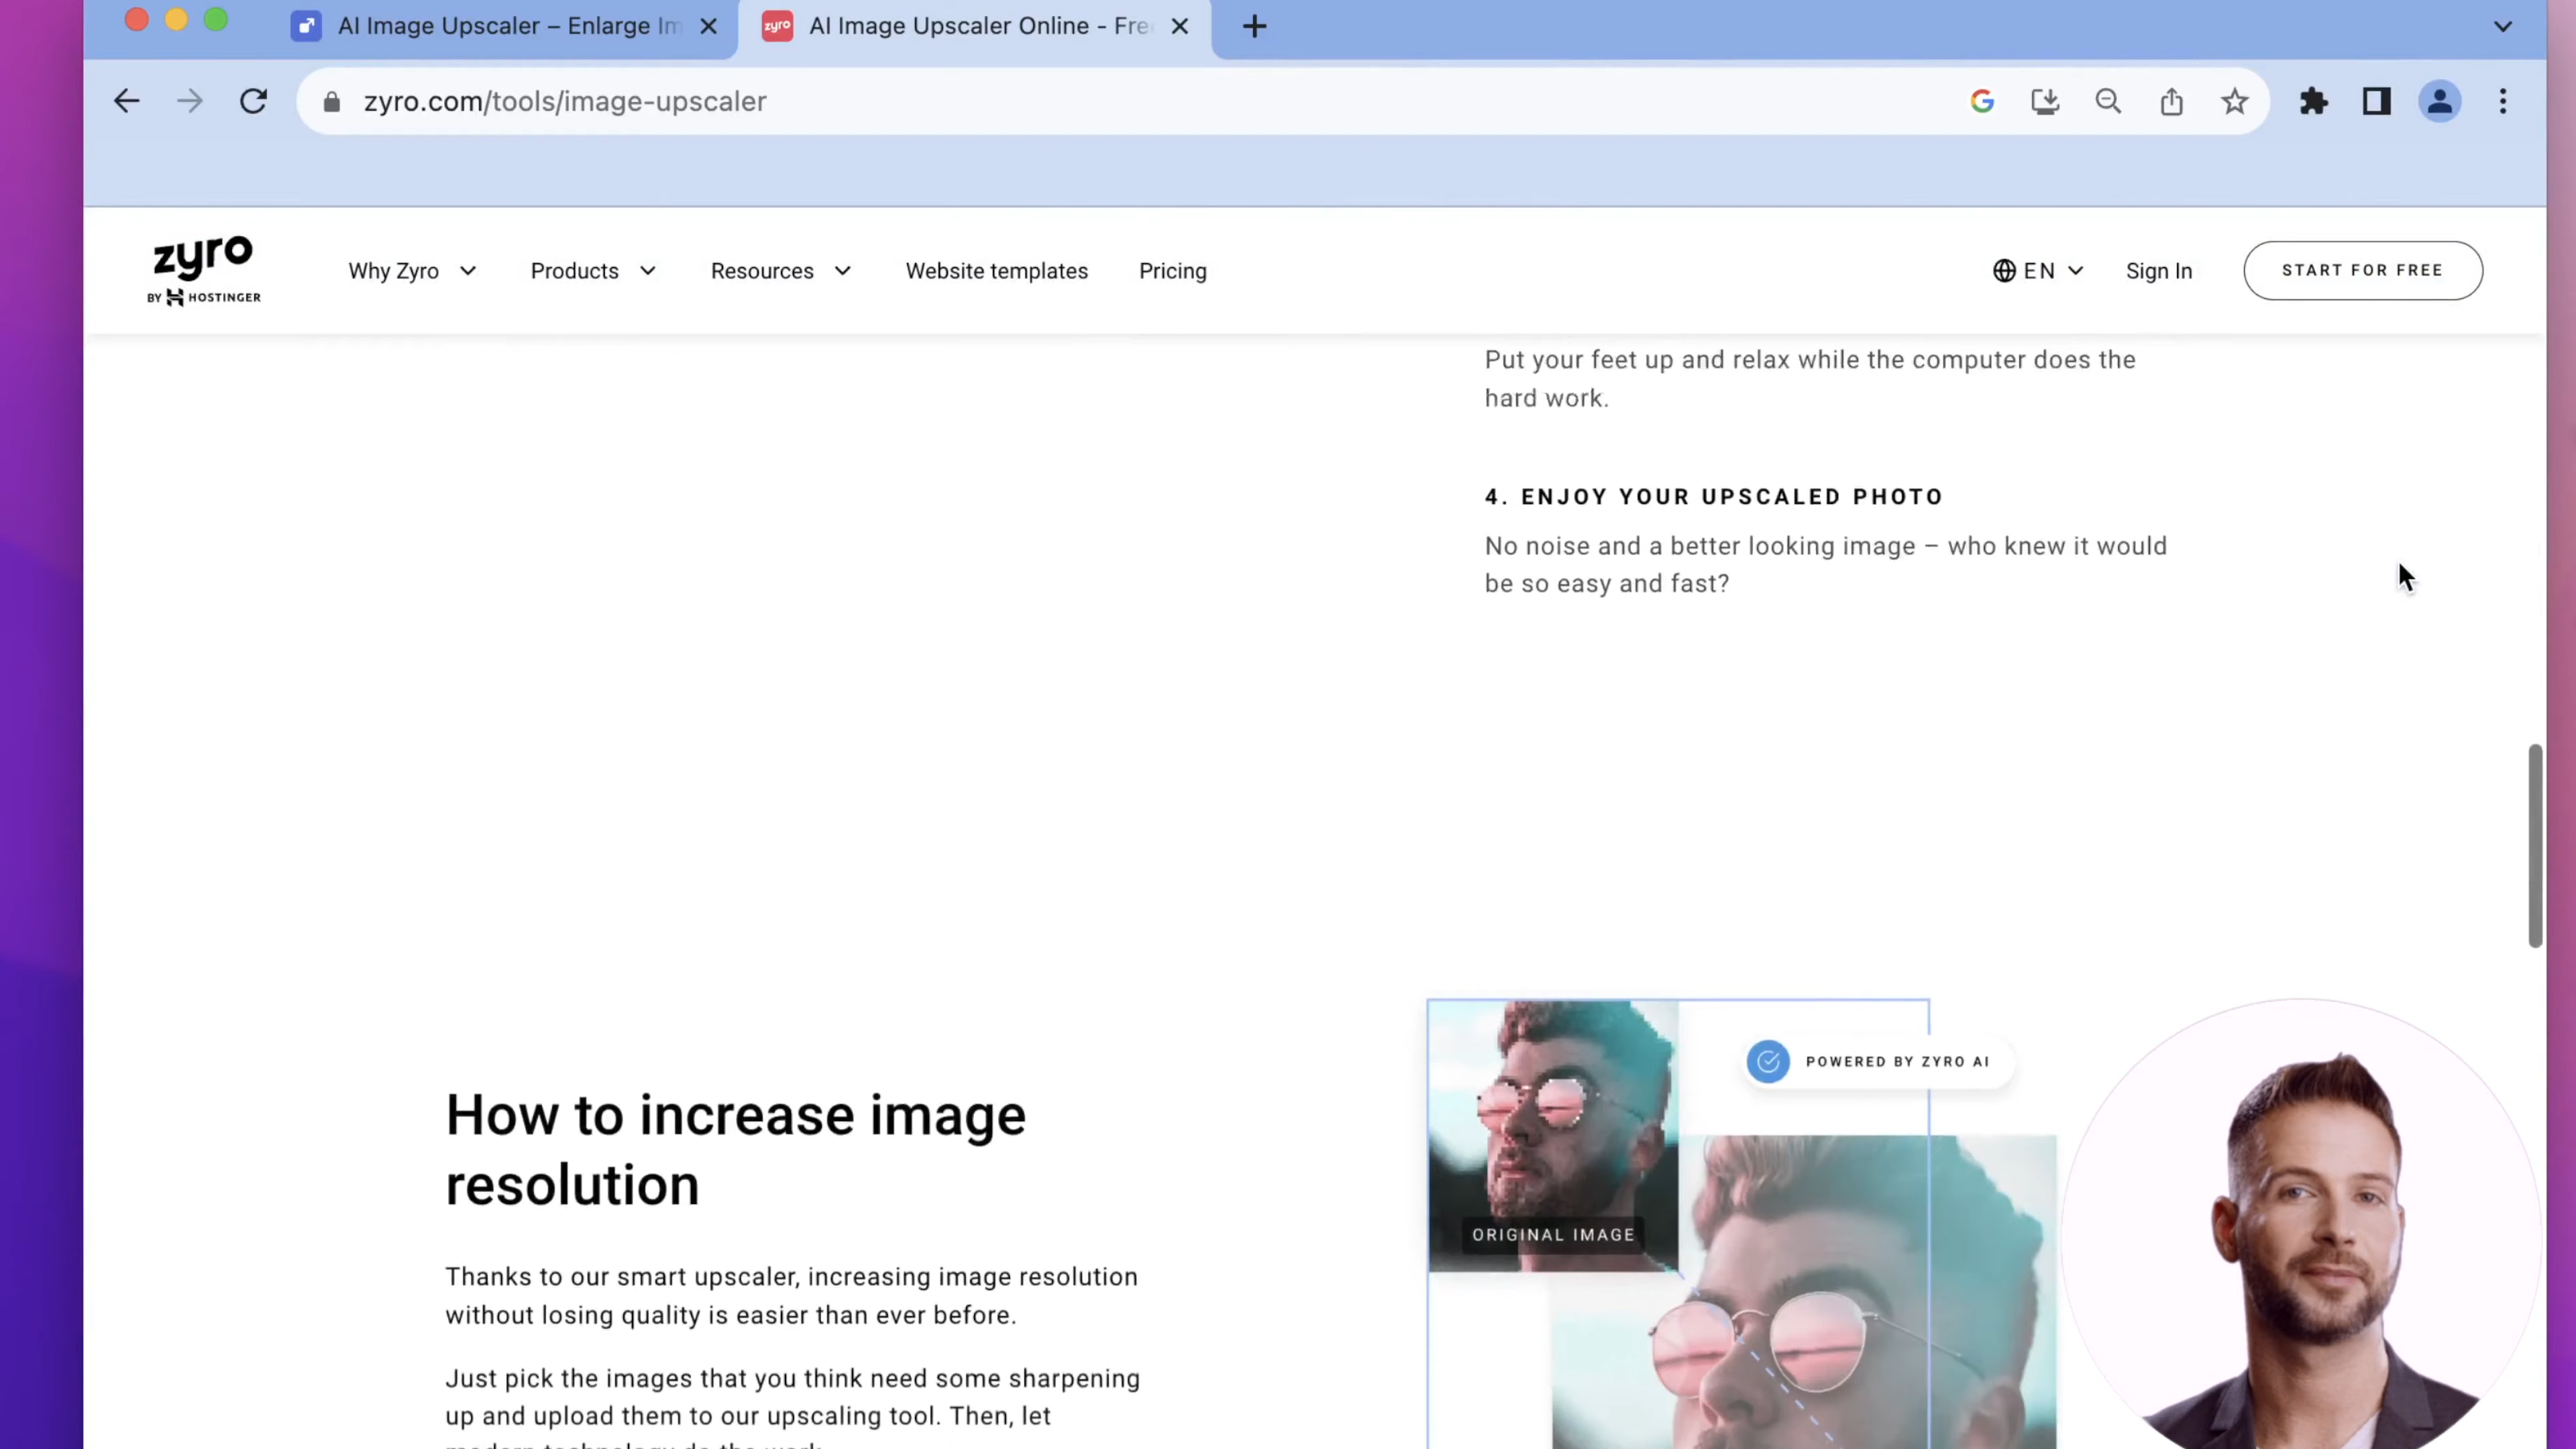 AI Image Upscaler – Enlarge Im
zyro
AI Image Upscaler Online - Free
zyro.com/tools/image-upscaler
zyro
BY HOSTINGER
Why Zyro
Products
Resources
Website templates
Pricing
EN
Sign In
START FOR FREE
Put your feet up and relax while the computer does the
hard work.
4. ENJOY YOUR UPSCALED PHOTO
No noise and a better looking image – who knew it would
be so easy and fast?
POWERED BY ZYRO AI
ORIGINAL IMAGE
How to increase image
resolution
Thanks to our smart upscaler, increasing image resolution
without losing quality is easier than ever before.
Just pick the images that you think need some sharpening
up and upload them to our upscaling tool. Then, let